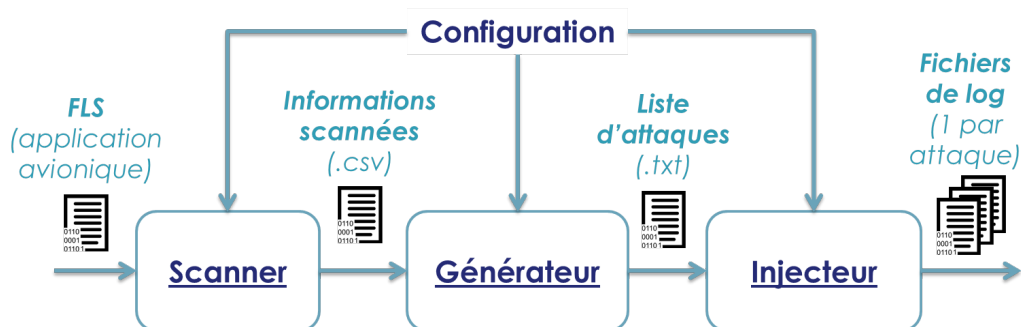 Configuration
FLS
(application
avionique)
Informations
scannées
(.csv)
Liste
d'attaques
(.txt)
Fichiers
de log
(1 par
attaque)
0110
0001
01101
0110
0001
01101
0110
0001
01101
0110
0001
01101
Scanner
Générateur
Injecteur